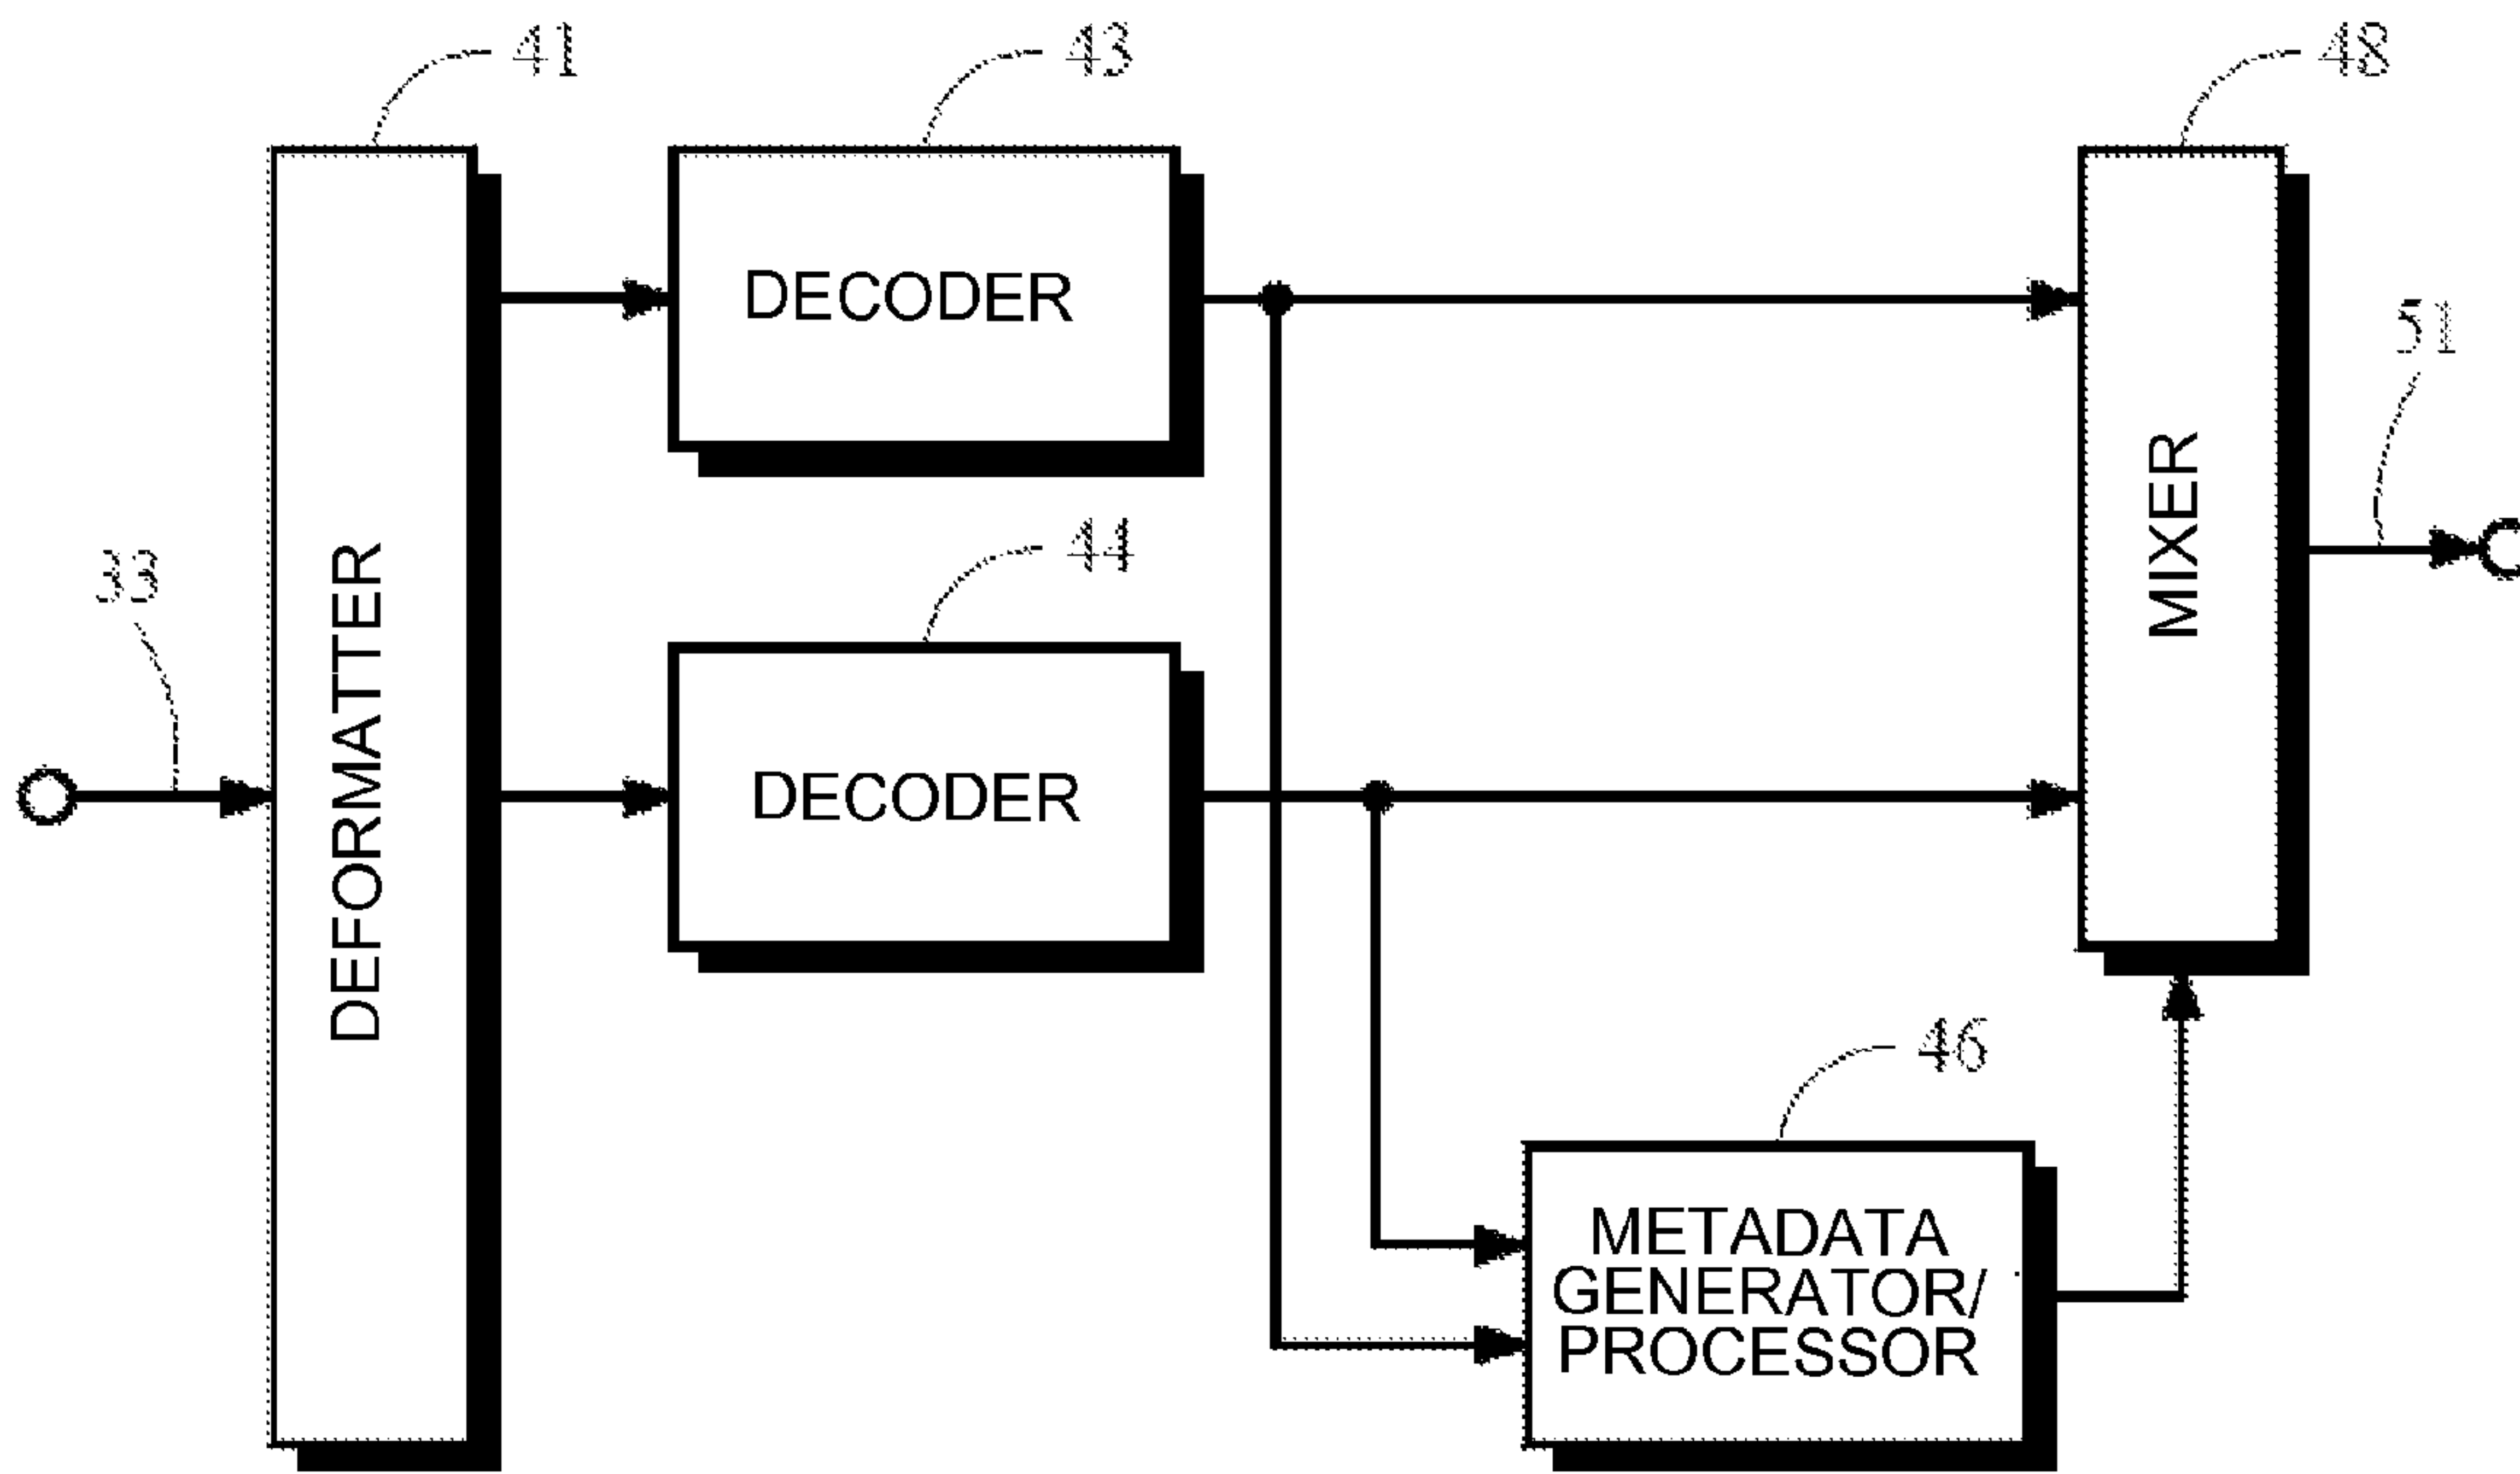 41
43
48
DECODER
51
MIXER
44
33
DEFORMATTER
DECODER
46
METADATA
GENERATOR/
PROCESSOR